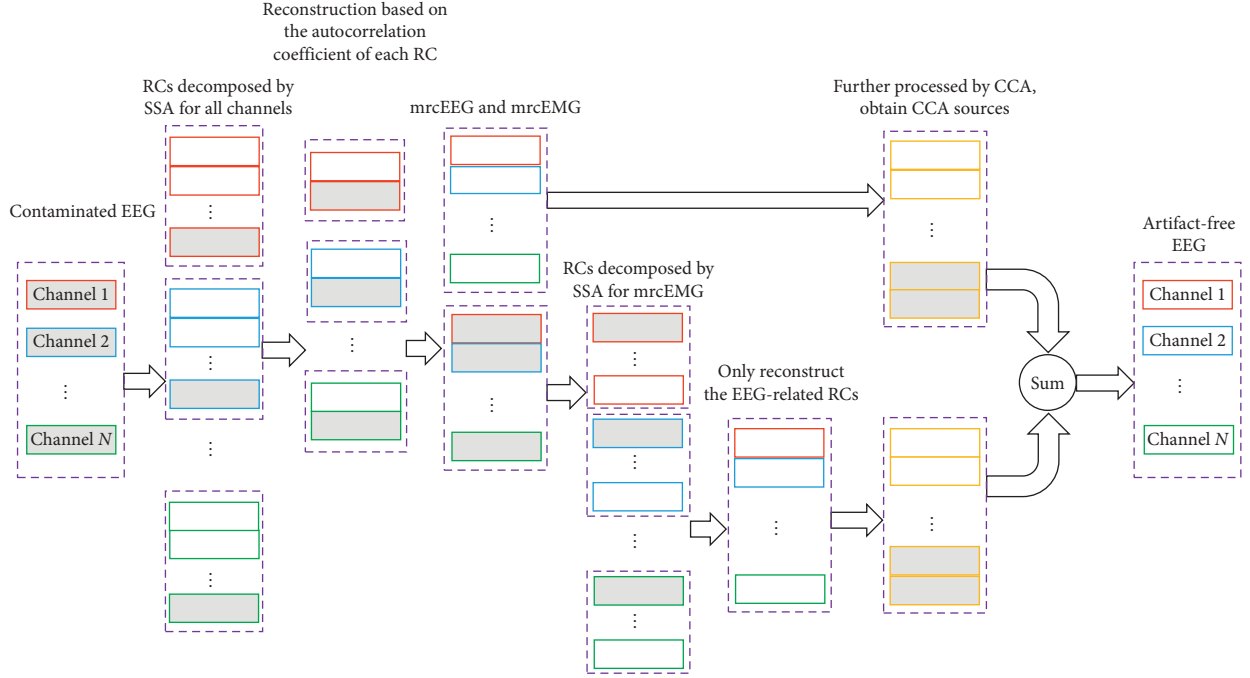 Reconstruction based on
the autocorrelation
coefficient of each RC
RCs decomposed by
SSA for all channels
mrcEEG and mrcEMG
Further processed by CCA,
obtain CCA sources
Contaminated EEG
Channel 1
Channel 2
...
Channel N
RCs decomposed by
SSA for mrcEMG
Only reconstruct
the EEG-related RCs
Sum
Artifact-free
EEG
Channel 1
Channel 2
...
Channel N